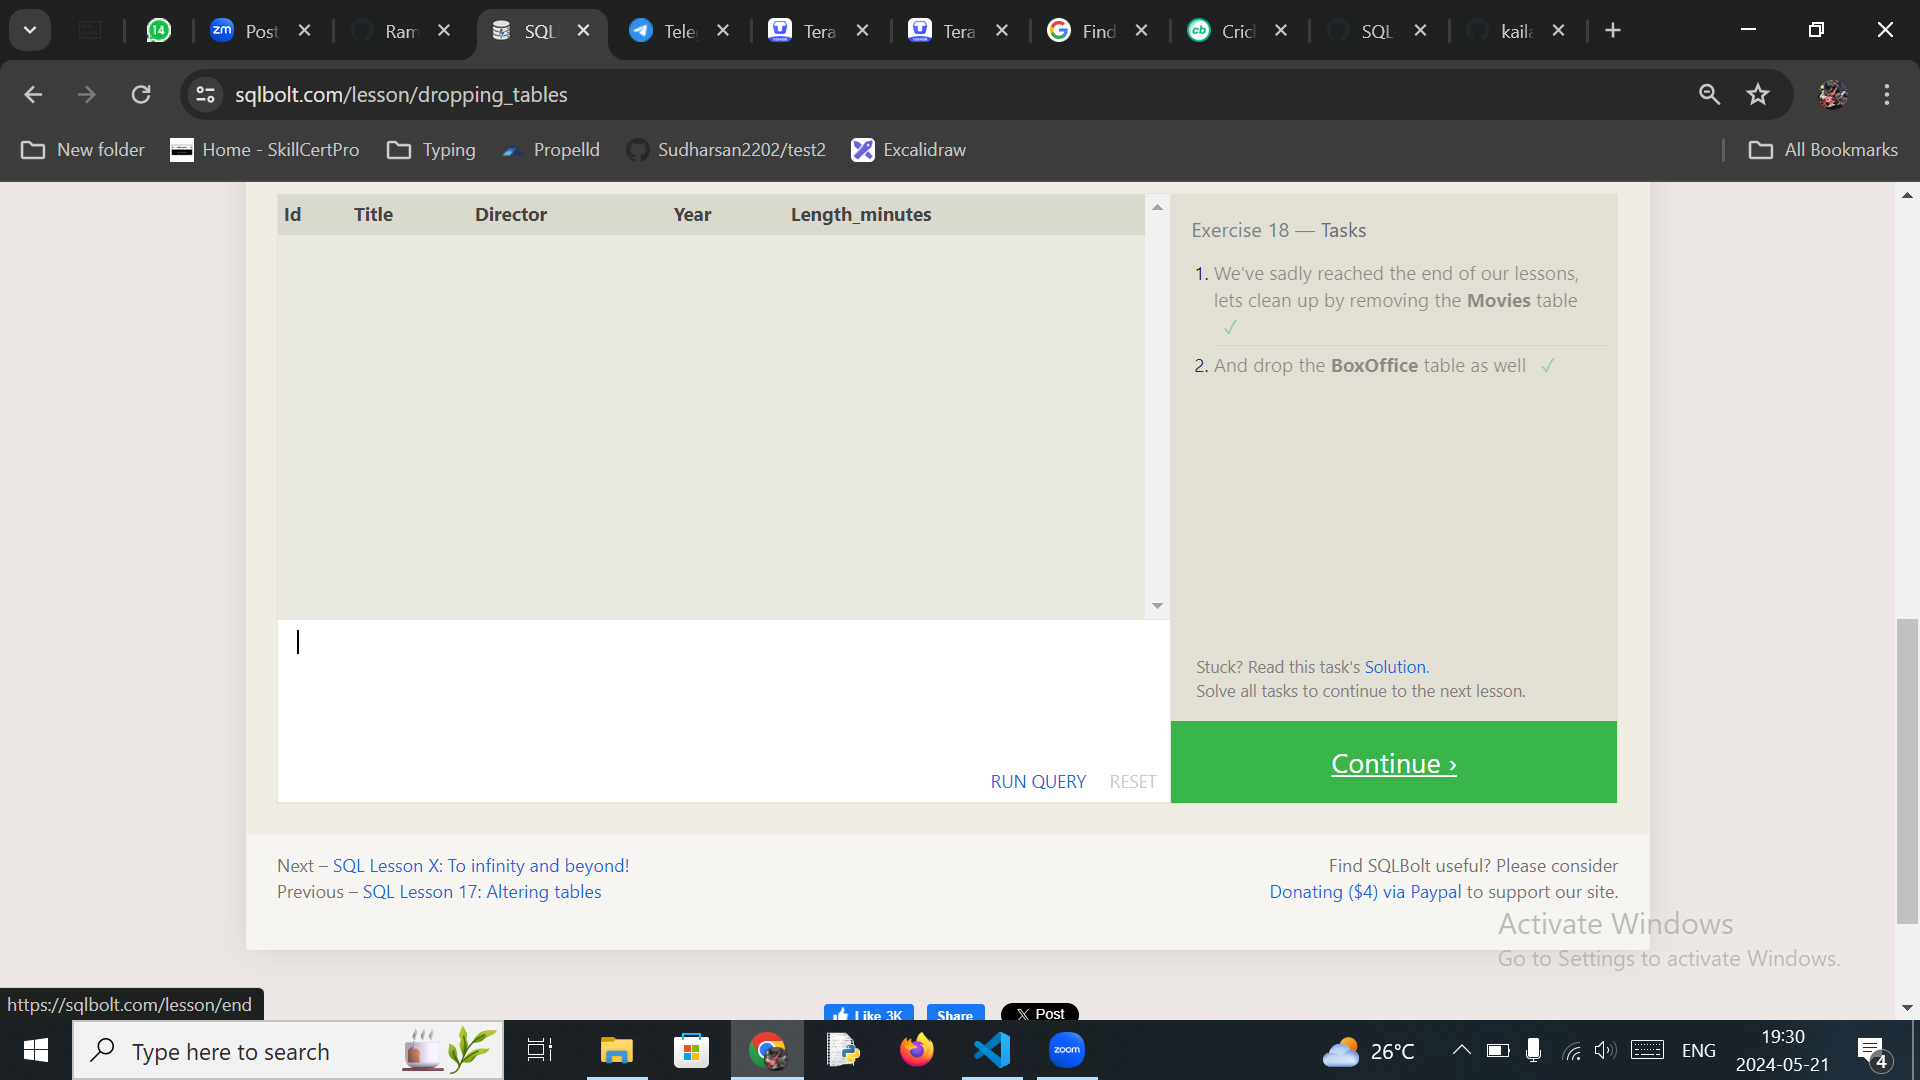 14
zm Post
Ram
SQL
Tele
Tera
Tera
Find
cb Cric
SQL
kaila
sqlbolt.com/lesson/dropping_tables
New folder
Home - SkillCertPro
Typing
Propelld
Sudharsan2202/test2
Excalidraw
All Bookmarks
Id Title Director Year Length_minutes
Exercise 18 — Tasks
1. We've sadly reached the end of our lessons,
lets clean up by removing the Movies table
✓
2. And drop the BoxOffice table as well ✓
Stuck? Read this task's Solution.
Solve all tasks to continue to the next lesson.
RUN QUERY RESET
Continue ›
Next – SQL Lesson X: To infinity and beyond!
Previous – SQL Lesson 17: Altering tables
Find SQLBolt useful? Please consider
Donating ($4) via Paypal to support our site.
Activate Windows
Go to Settings to activate Windows.
https://sqlbolt.com/lesson/end
Like 3K
Share
X Post
Type here to search
zoom
26°C
ENG
19:30
2024-05-21
4